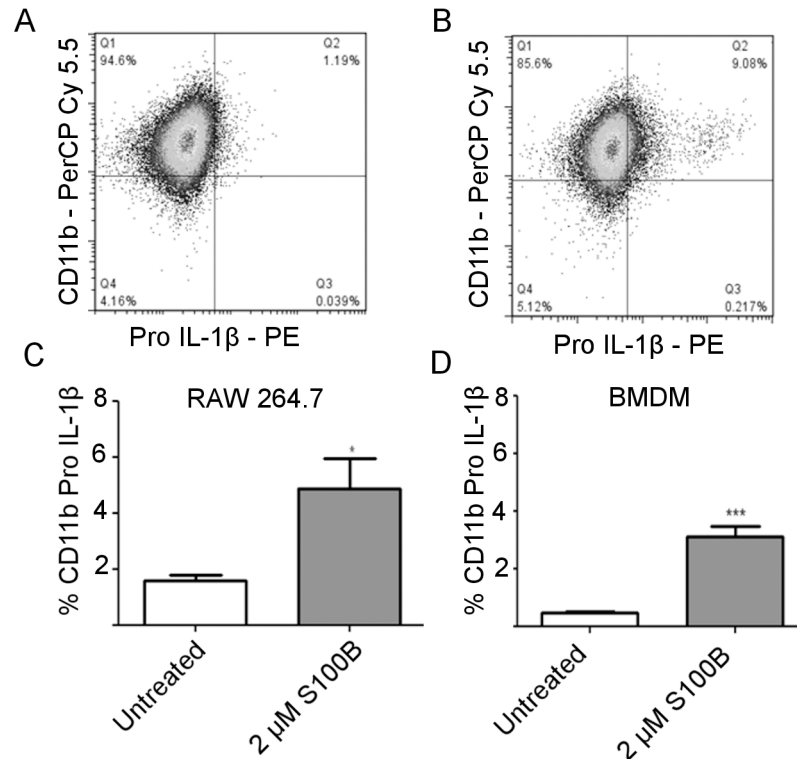 A
CD11b - PerCP Cy 5.5
Q1
94.6%
Q2
1.19%
Q4
4.16%
Q3
0.039%
Pro IL-1β - PE
B
CD11b - PerCP Cy 5.5
Q1
85.6%
Q2
9.08%
Q4
5.12%
Q3
0.217%
Pro IL-1β - PE
C
RAW 264.7
% CD11b Pro IL-1β
8
6
4
2
*
Untreated
2 µM S100B
D
BMDM
% CD11b Pro IL-1β
8
6
4
2
***
Untreated
2 µM S100B